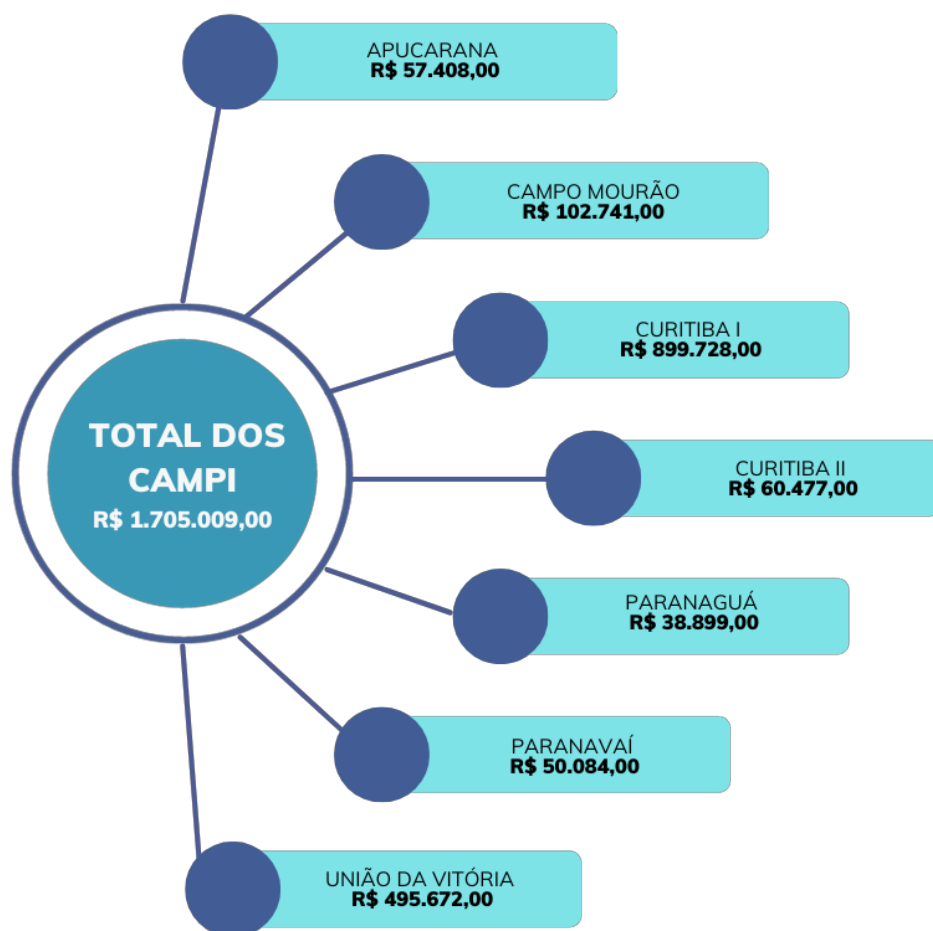 APUCARANA
R$ 57.408,00
CAMPO MOURÃO
R$ 102.741,00
CURITIBA I
R$ 899.728,00
TOTAL DOS
CAMPI
R$ 1.705.009,00
CURITIBA II
R$ 60.477,00
PARANAGUÁ
R$ 38.899,00
PARANAVAÍ
R$ 50.084,00
UNIÃO DA VITÓRIA
R$ 495.672,00